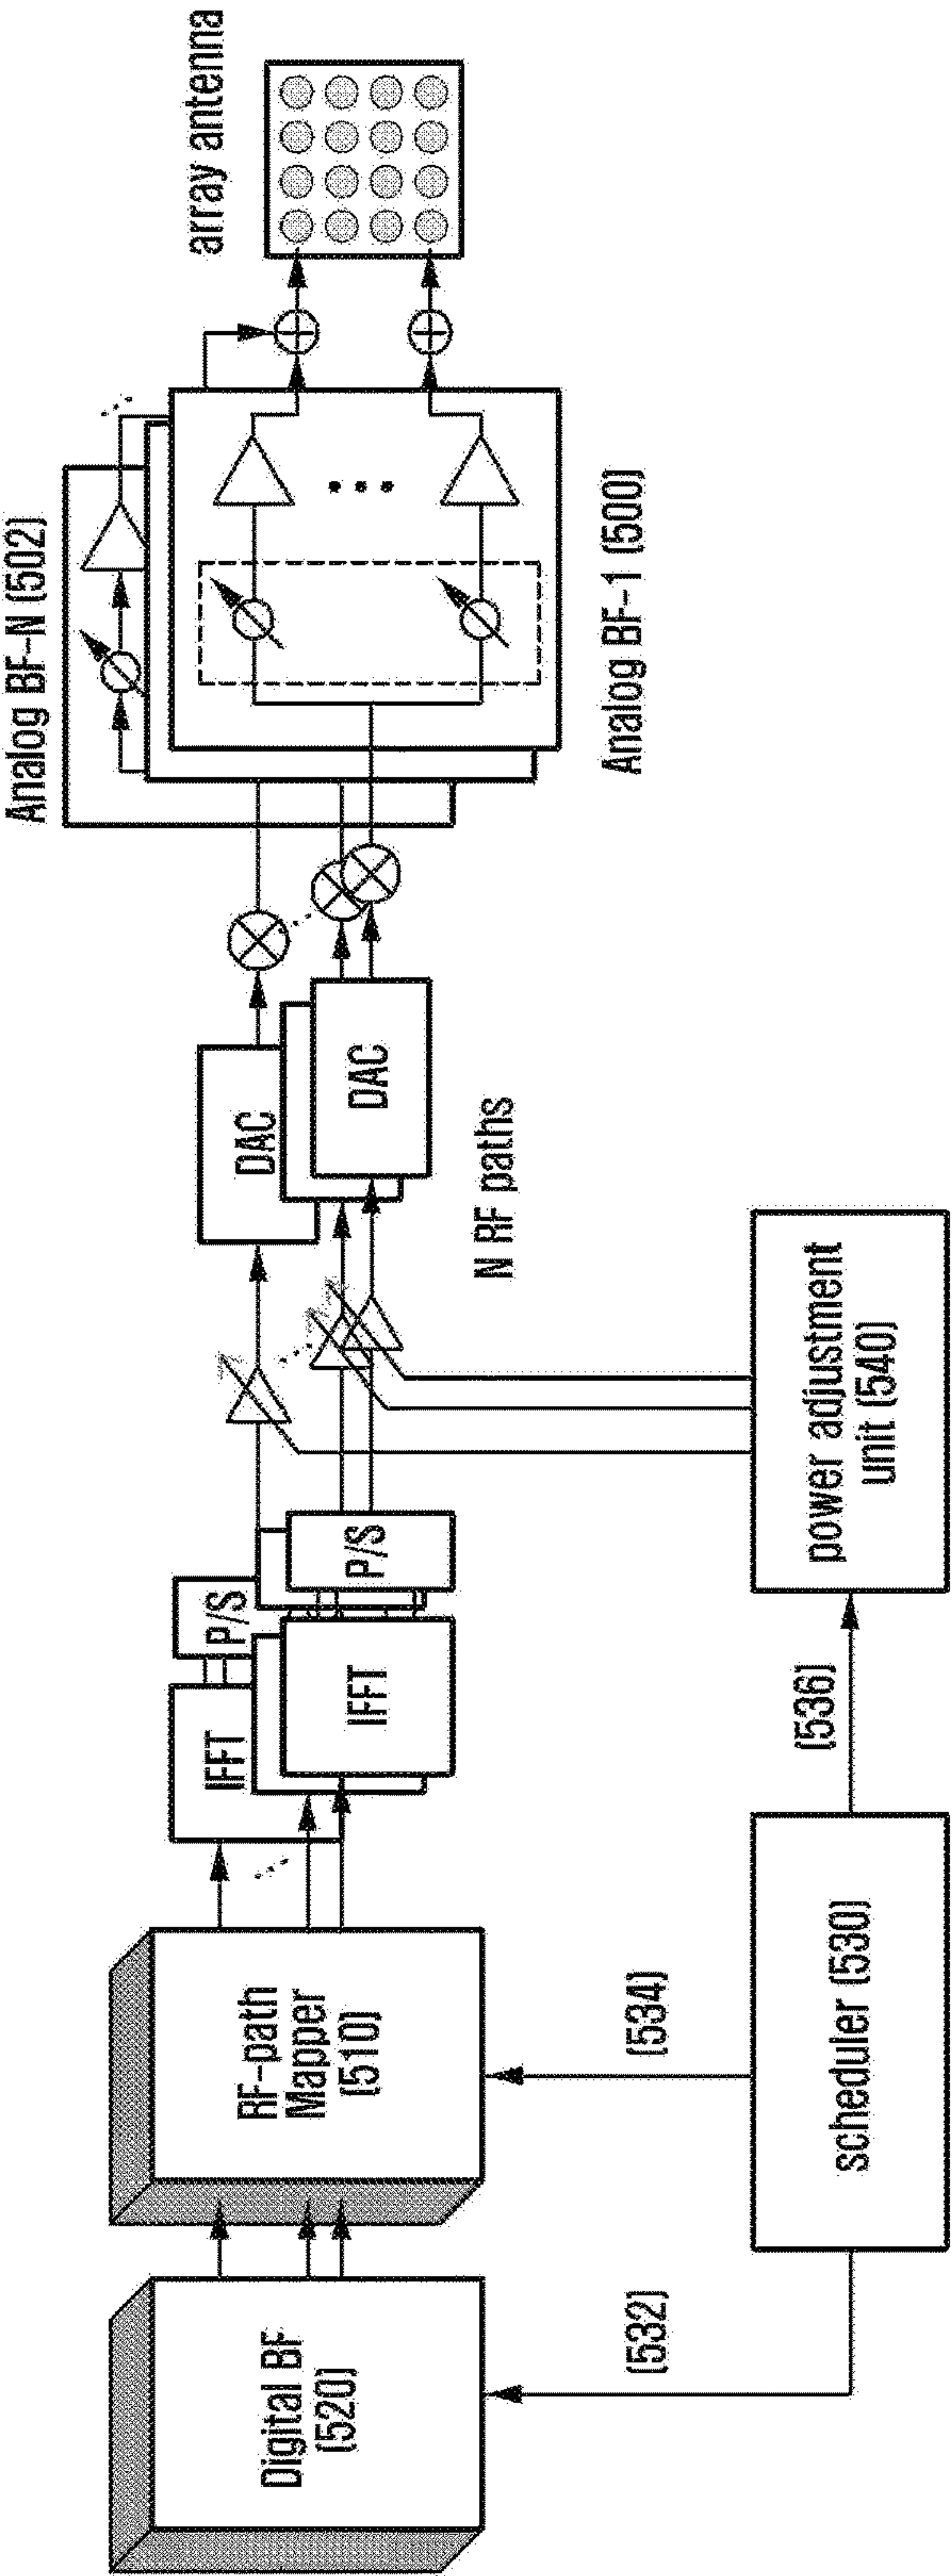 Digital BF
(520)
RF-path
Mapper
(510)
IFFT
IFFT
P/S
P/S
DAC
DAC
N RF paths
Analog BF-N (502)
Analog BF-1 (500)
array antenna
(532)
(534)
scheduler (530)
(536)
power adjustment
unit (540)